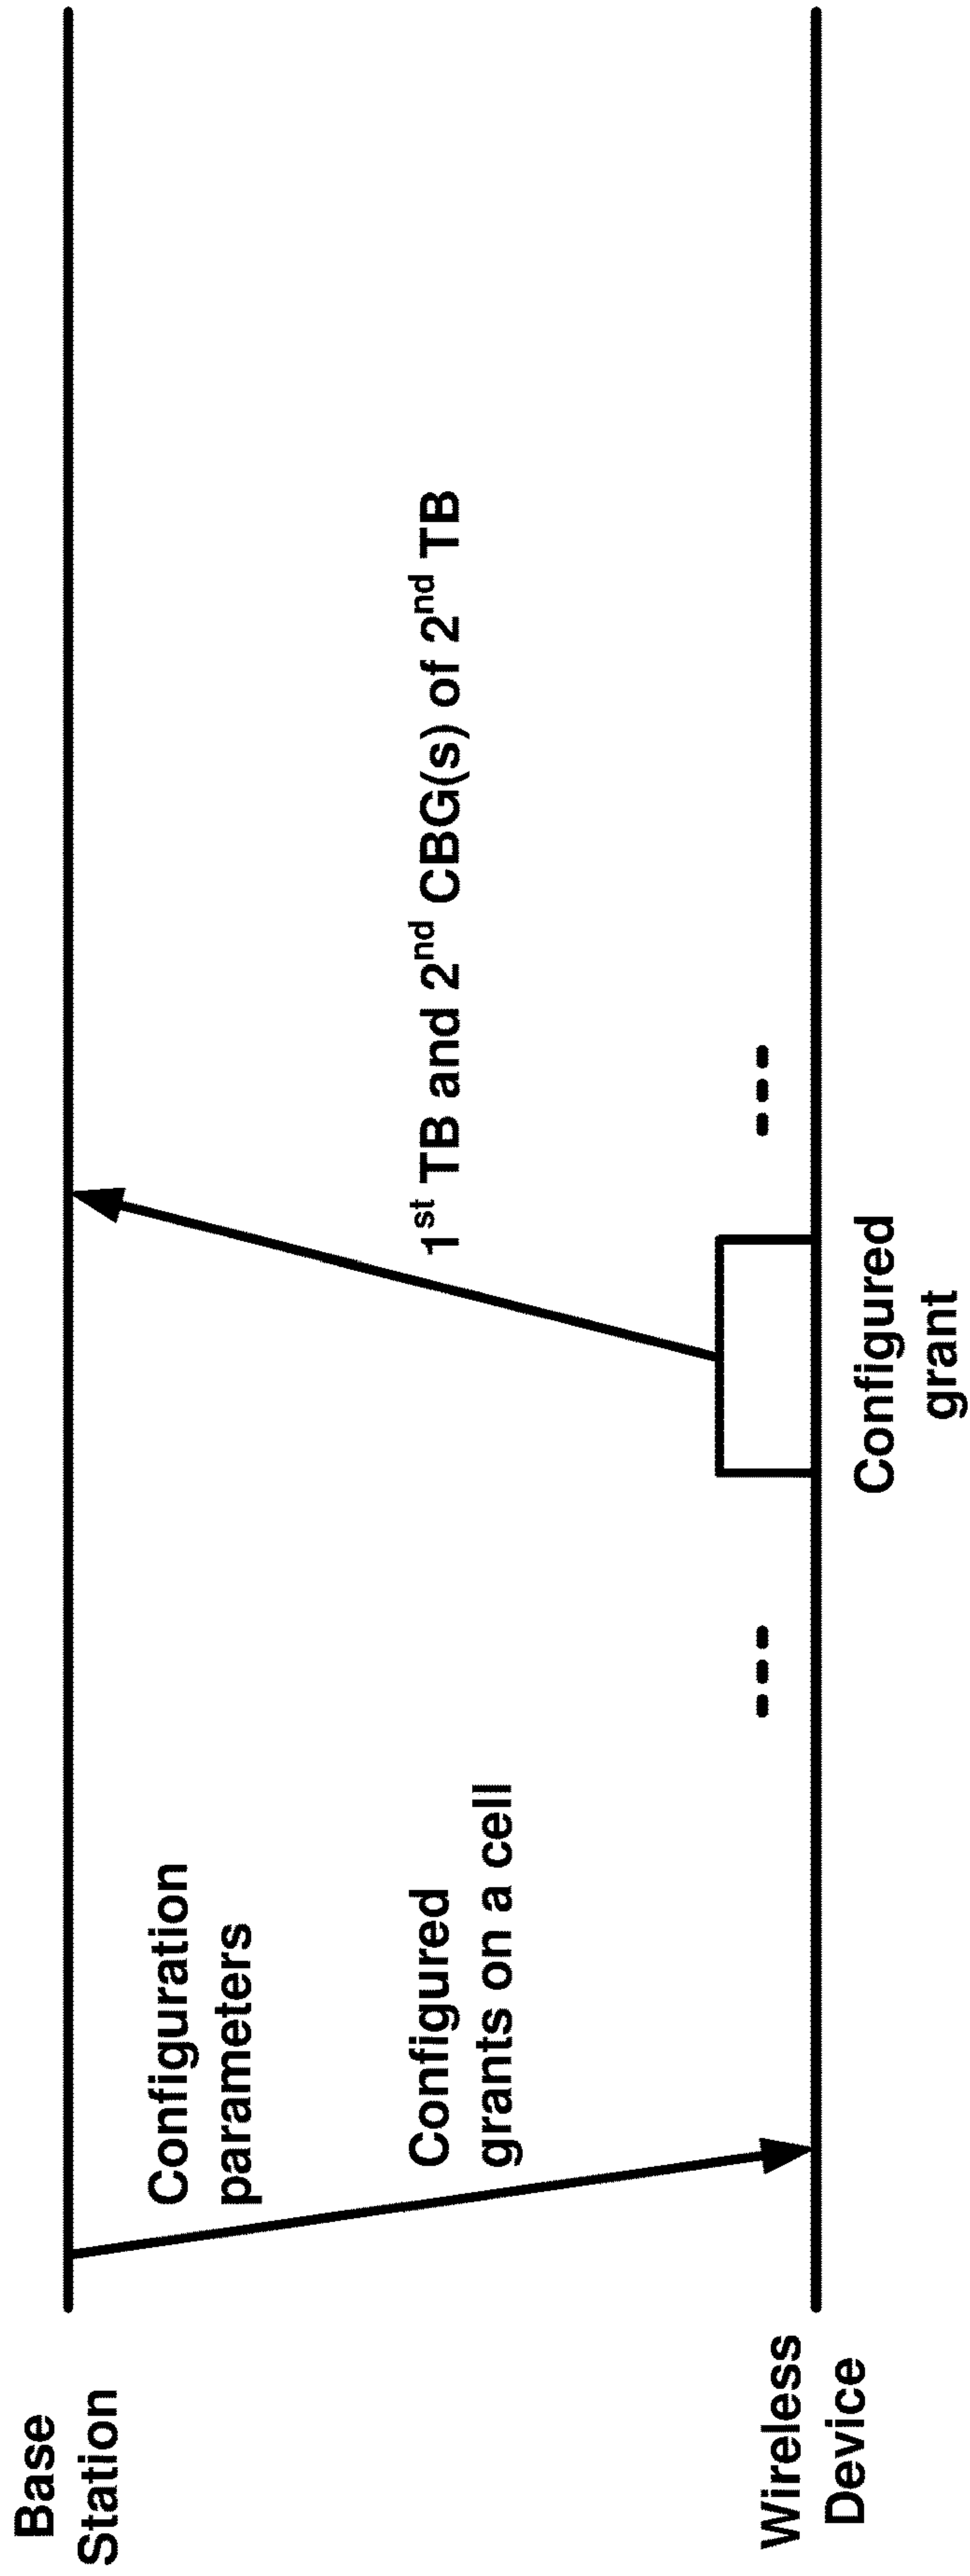 Base
Station
Configuration
parameters
Configured
grants on a cell
1st TB and 2nd CBG(s) of 2nd TB
Wireless
Device
Configured
grant